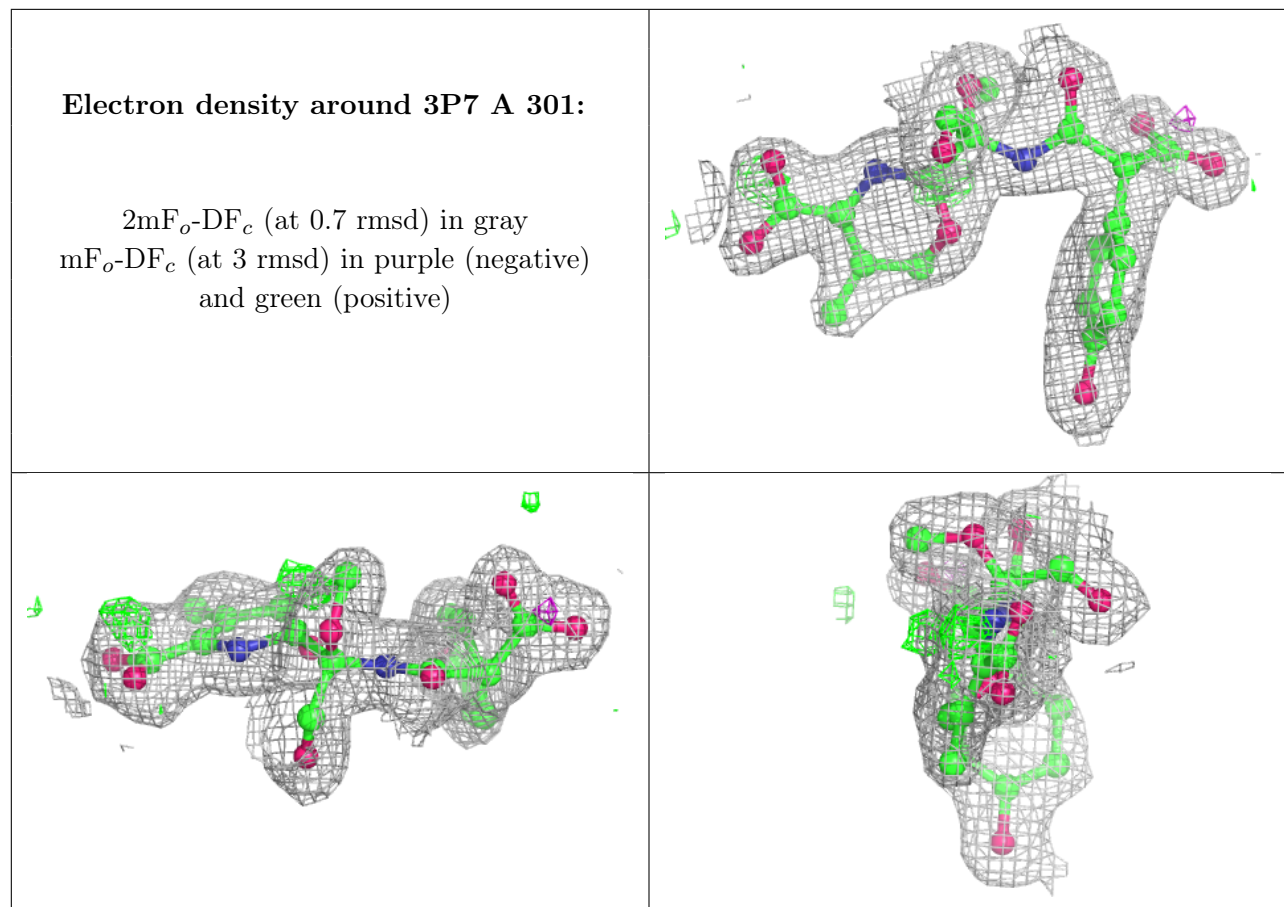 Electron density around 3P7 A 301:
2mFₒ-DF𝒸 (at 0.7 rmsd) in gray
mFₒ-DF𝒸 (at 3 rmsd) in purple (negative)
and green (positive)